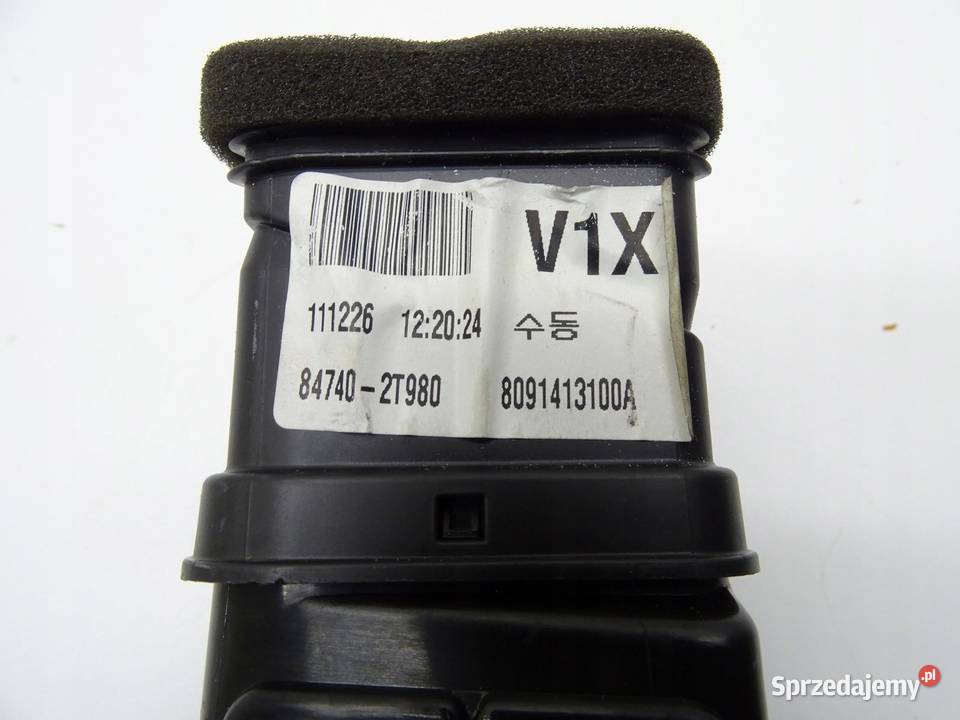 V1X
111226 12:20:24 수동
84740-2T980 8091413100A
Sprzedajemy.pl